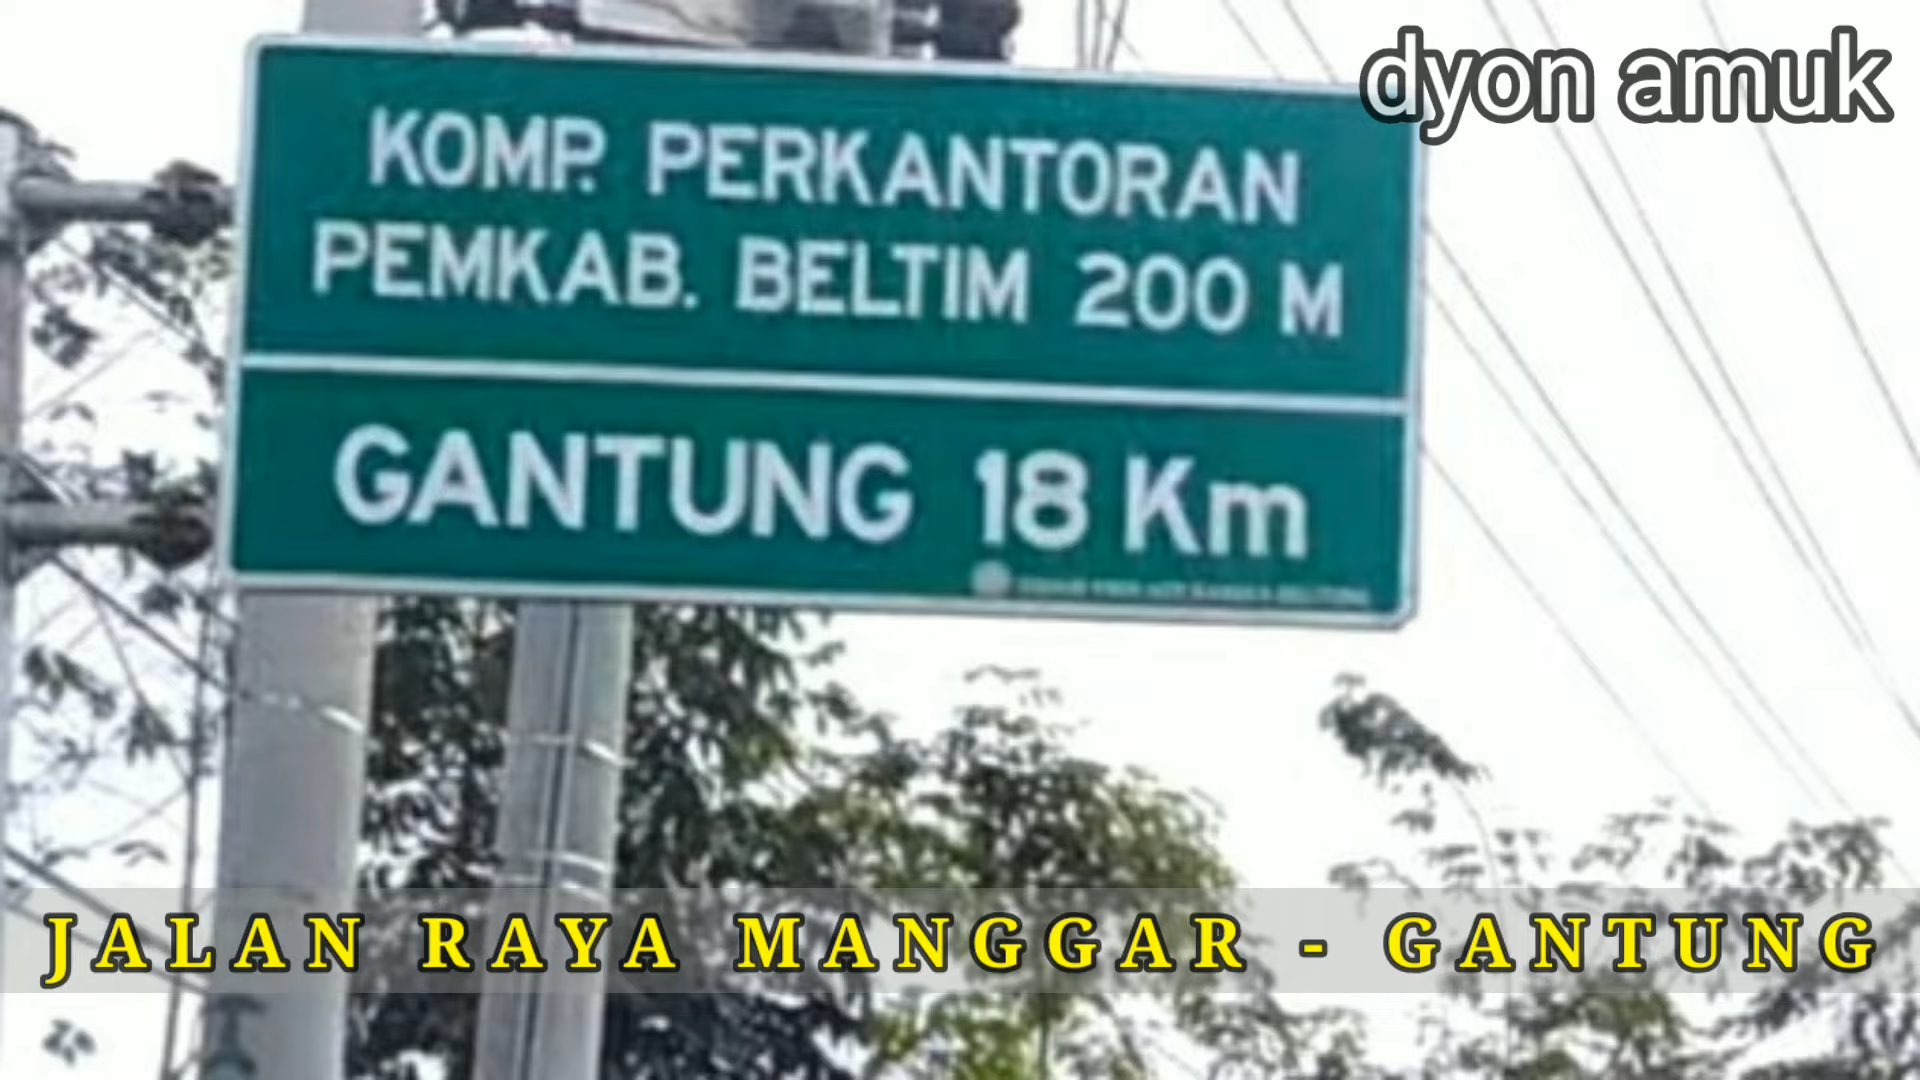 dyon amuk
KOMP. PERKANTORAN
PEMKAB. BELTIM 200 M
GANTUNG 18 Km
JALAN RAYA MANGGAR - GANTUNG